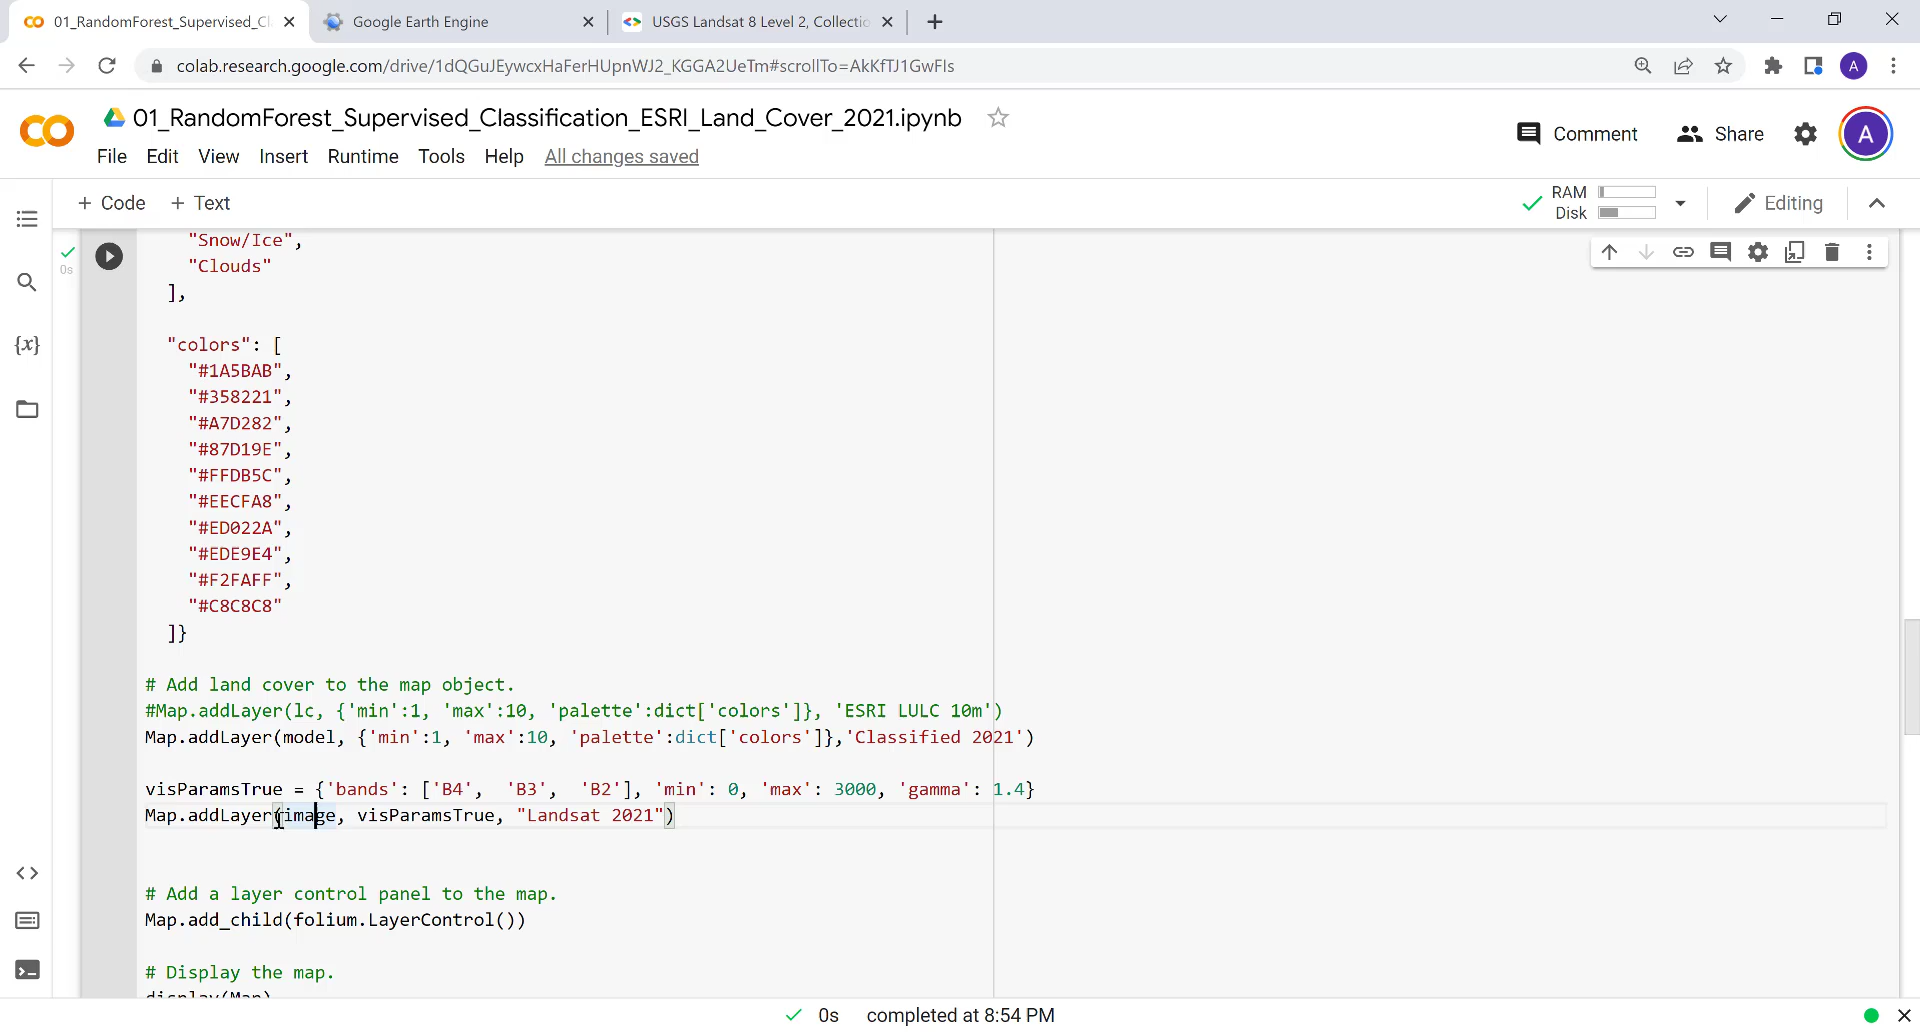 01_RandomForest_Supervised_Cl
Google Earth Engine
USGS Landsat 8 Level 2, Collectio
colab.research.google.com/drive/1dQGuJEywcxHaFerHUpnWJ2_KGGA2UeTm#scrollTo=AkKfTJ1GwFIs
A
CO
01_RandomForest_Supervised_Classification_ESRI_Land_Cover_2021.ipynb
File Edit View Insert Runtime Tools Help All changes saved
Comment Share A
+ Code + Text
RAM
Disk
Editing
0s
{x}
"Snow/Ice",
"Clouds"
],
"colors": [
"#1A5BAB",
"#358221",
"#A7D282",
"#87D19E",
"#FFDB5C",
"#EECFA8",
"#ED022A",
"#EDE9E4",
"#F2FAFF",
"#C8C8C8"
]}
# Add land cover to the map object.
#Map.addLayer(lc, {'min':1, 'max':10, 'palette':dict['colors']}, 'ESRI LULC 10m')
Map.addLayer(model, {'min':1, 'max':10, 'palette':dict['colors']},'Classified 2021')
visParamsTrue = {'bands': ['B4', 'B3', 'B2'], 'min': 0, 'max': 3000, 'gamma': 1.4}
Map.addLayer(image, visParamsTrue, "Landsat 2021")
# Add a layer control panel to the map.
Map.add_child(folium.LayerControl())
# Display the map.
display(Map)
0s completed at 8:54 PM